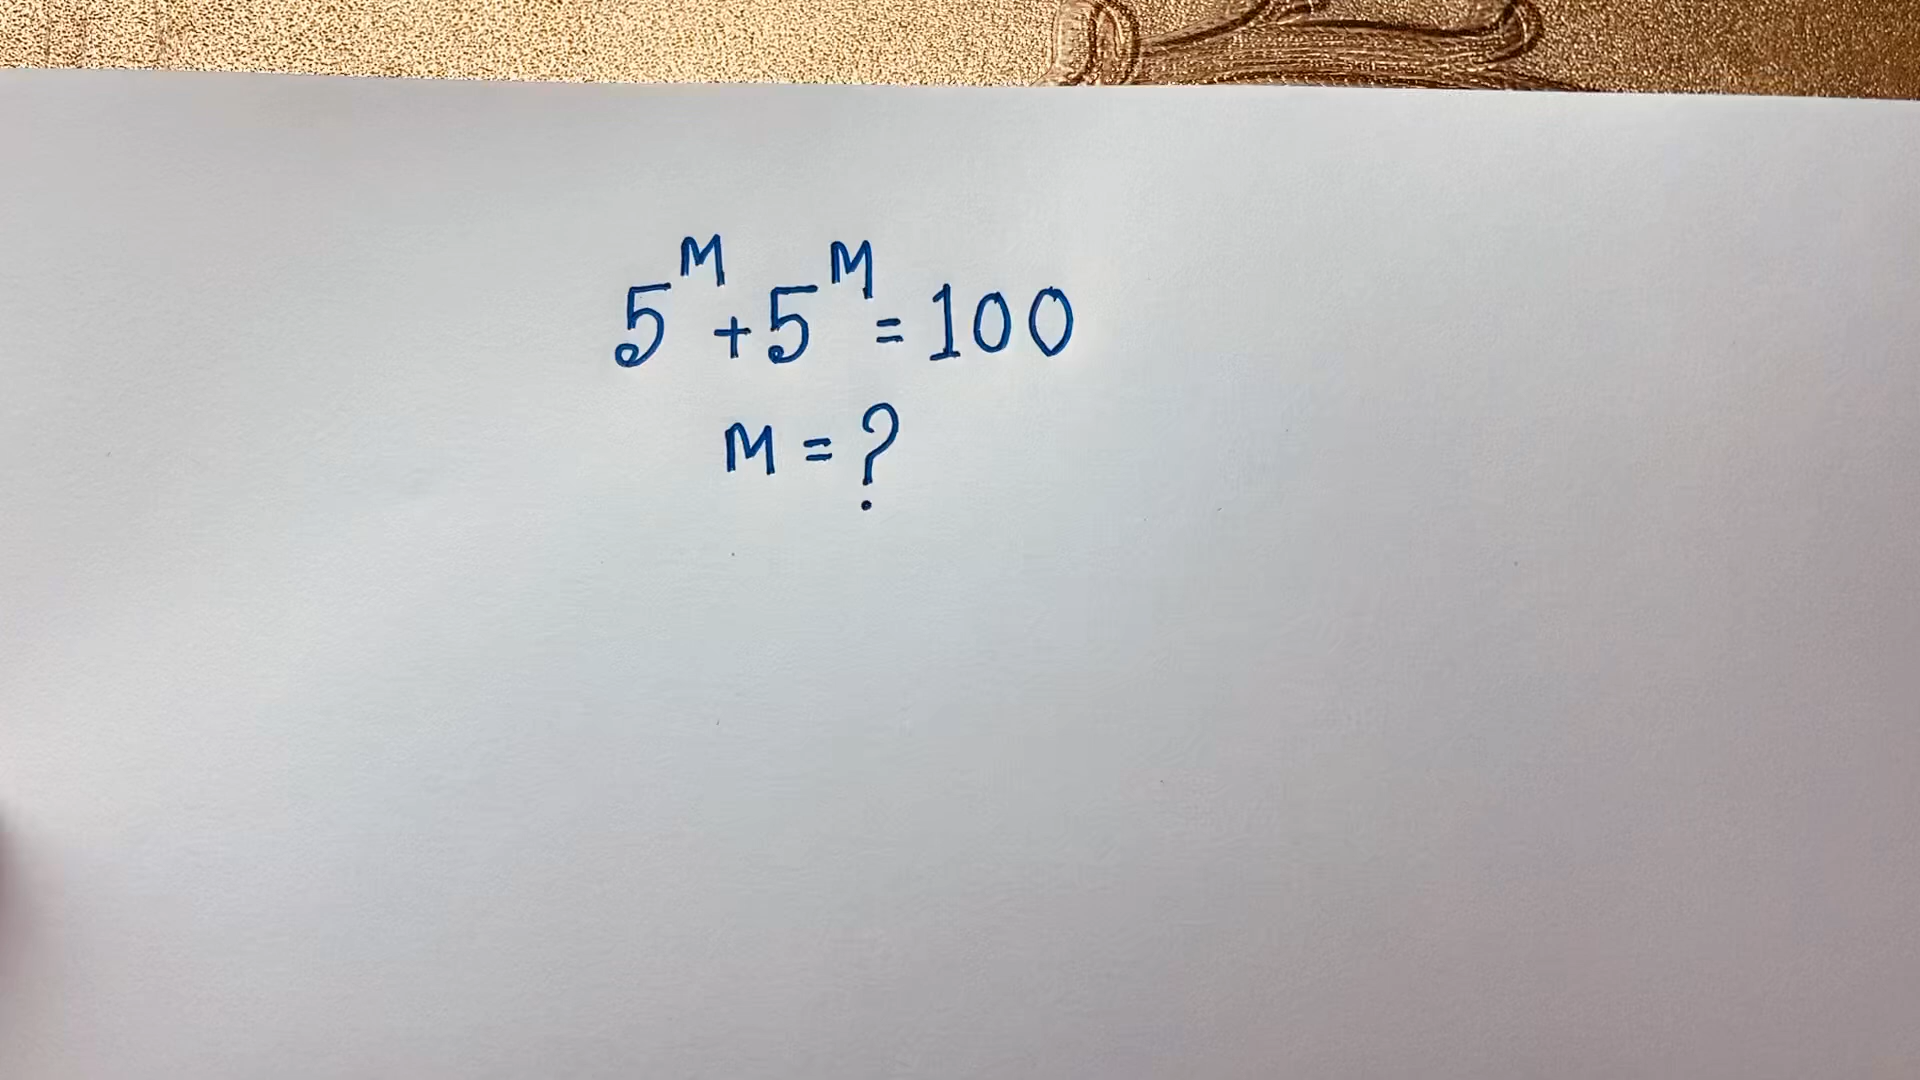 5^M + 5^M = 100
M = ?